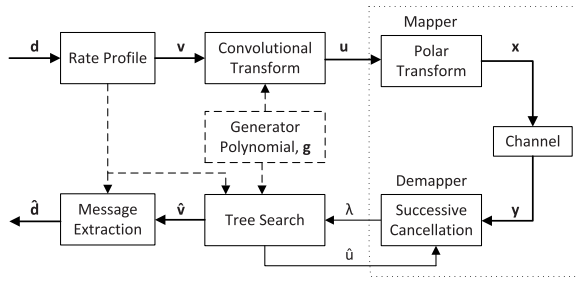 Mapper
d
Rate Profile
v
Convolutional
Transform
u
Polar
Transform
x
Generator
Polynomial, g
Channel
Demapper
d̂
Message
Extraction
v̂
Tree Search
λ
Successive
Cancellation
y
û